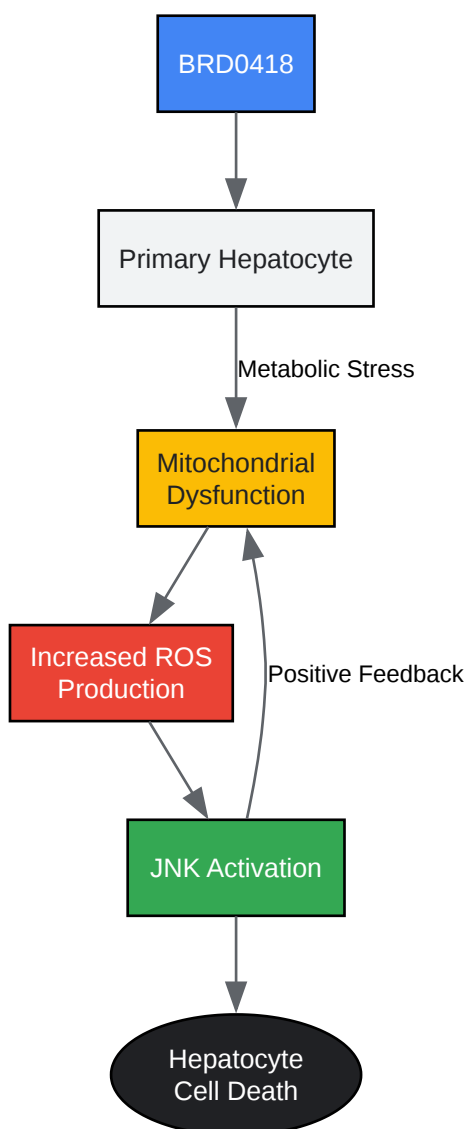 BRD0418
Primary Hepatocyte
Metabolic Stress
Mitochondrial
Dysfunction
Increased ROS
Production
Positive Feedback
JNK Activation
Hepatocyte
Cell Death